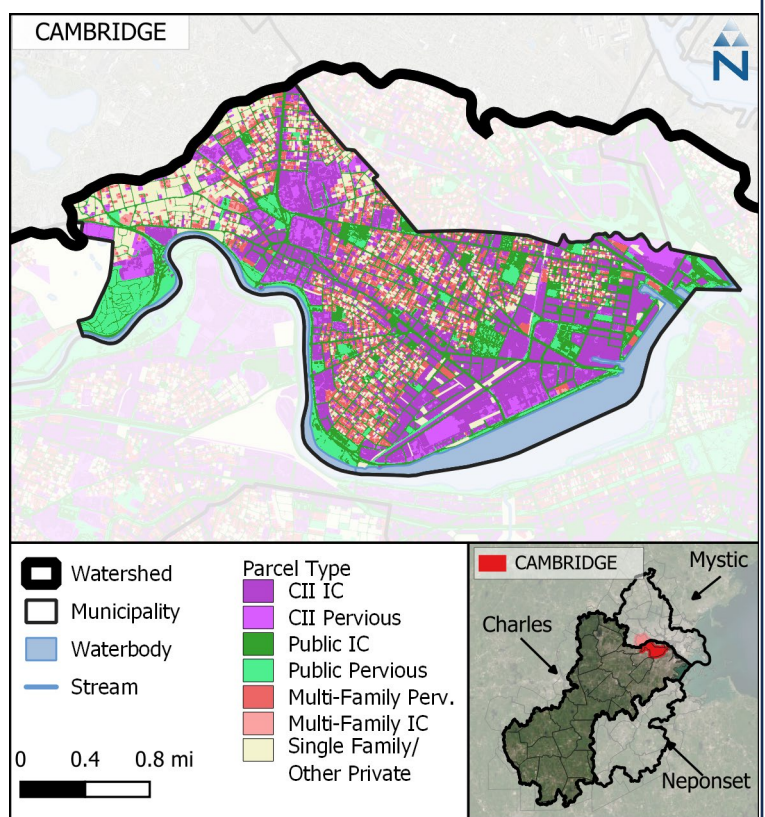 CAMBRIDGE
N
Watershed
Municipality
Waterbody
Stream
0 0.4 0.8 mi
Parcel Type
CII IC
CII Pervious
Public IC
Public Pervious
Multi-Family Perv.
Multi-Family IC
Single Family/
Other Private
CAMBRIDGE
Mystic
Charles
Neponset